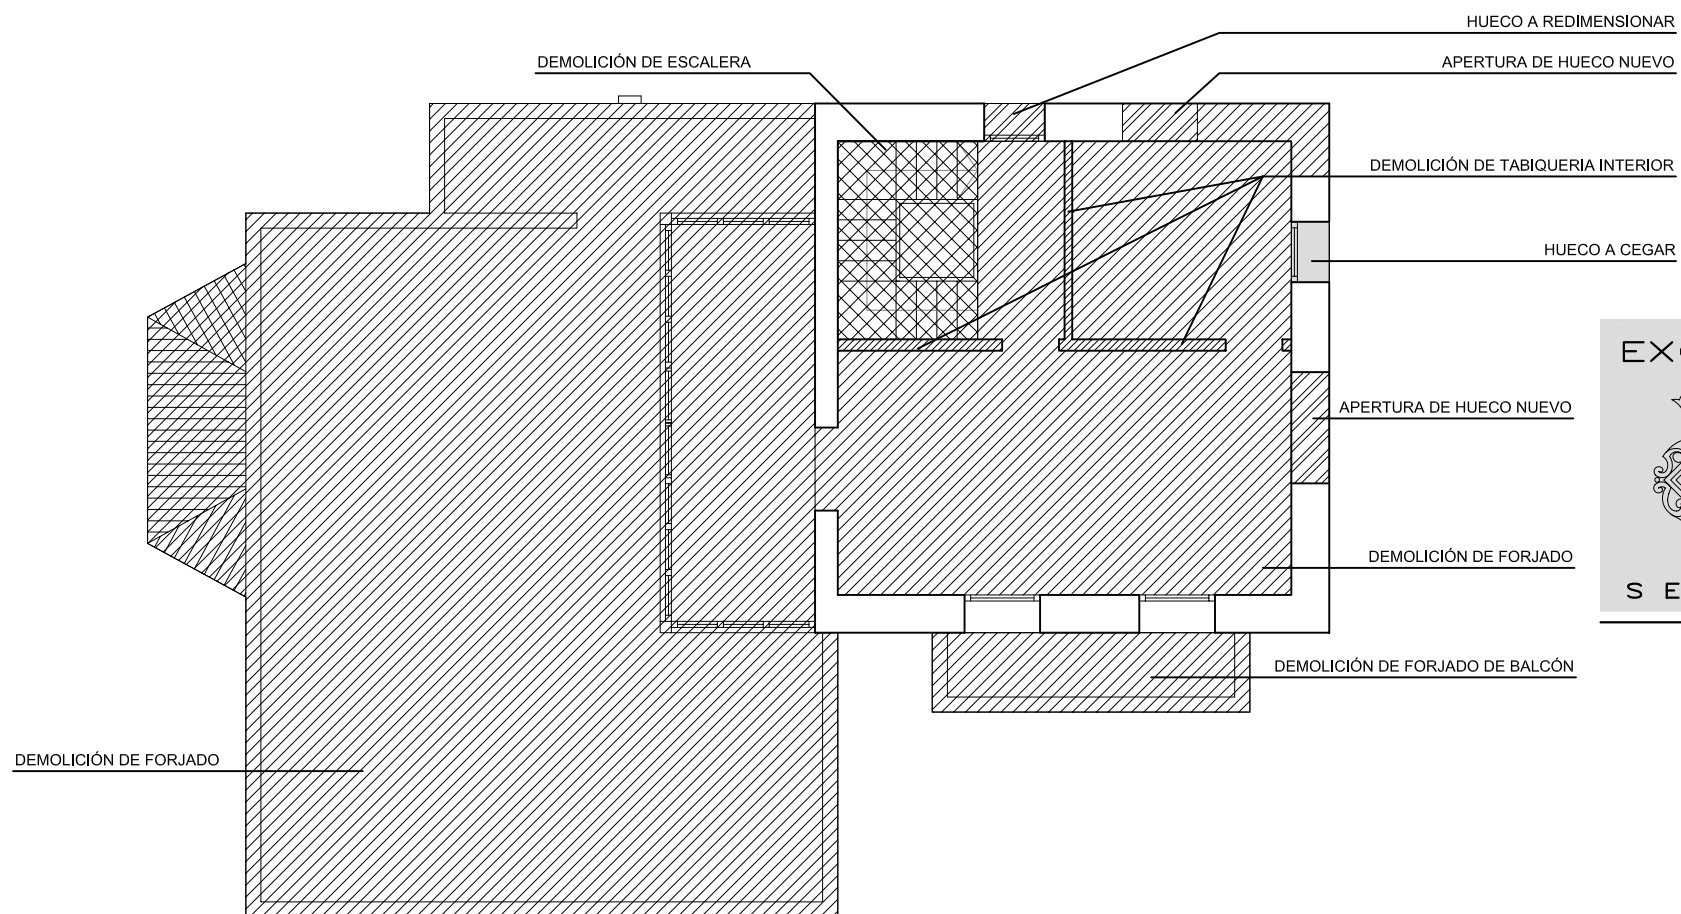 HUECO A REDIMENSIONAR
DEMOLICIÓN DE ESCALERA
APERTURA DE HUECO NUEVO
DEMOLICIÓN DE TABIQUERIA INTERIOR
HUECO A CEGAR
APERTURA DE HUECO NUEVO
DEMOLICIÓN DE FORJADO
DEMOLICIÓN DE FORJADO DE BALCÓN
DEMOLICIÓN DE FORJADO